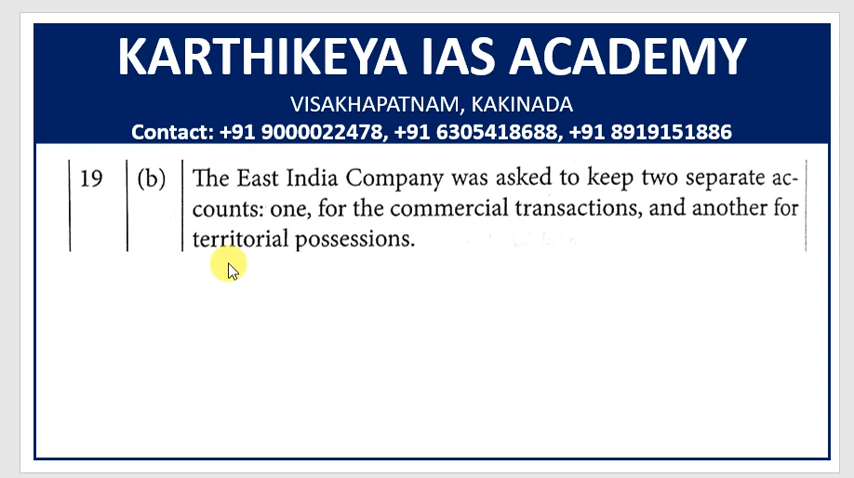 KARTHIKEYA IAS ACADEMY
VISAKHAPATNAM, KAKINADA
Contact: +91 9000022478, +91 6305418688, +91 8919151886
19 (b) The East India Company was asked to keep two separate ac-
counts: one, for the commercial transactions, and another for
territorial possessions.